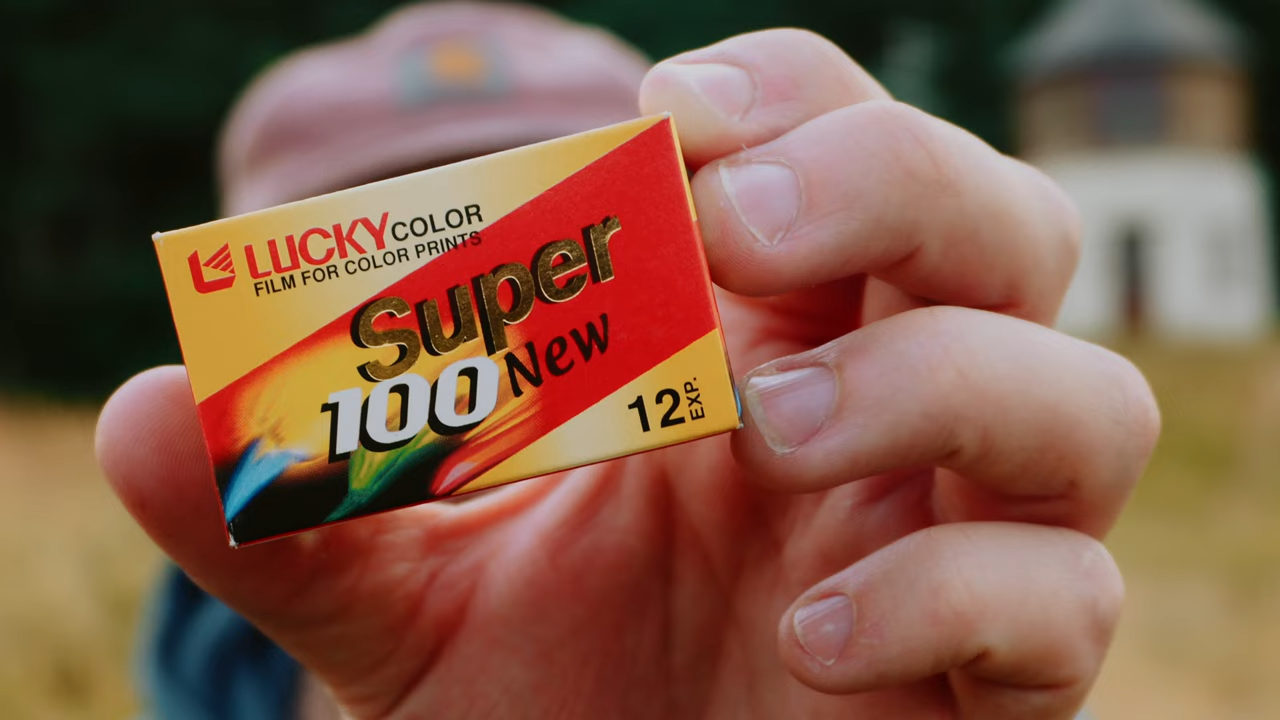 LUCKY COLOR
FILM FOR COLOR PRINTS
Super
100 New
12 EXP.